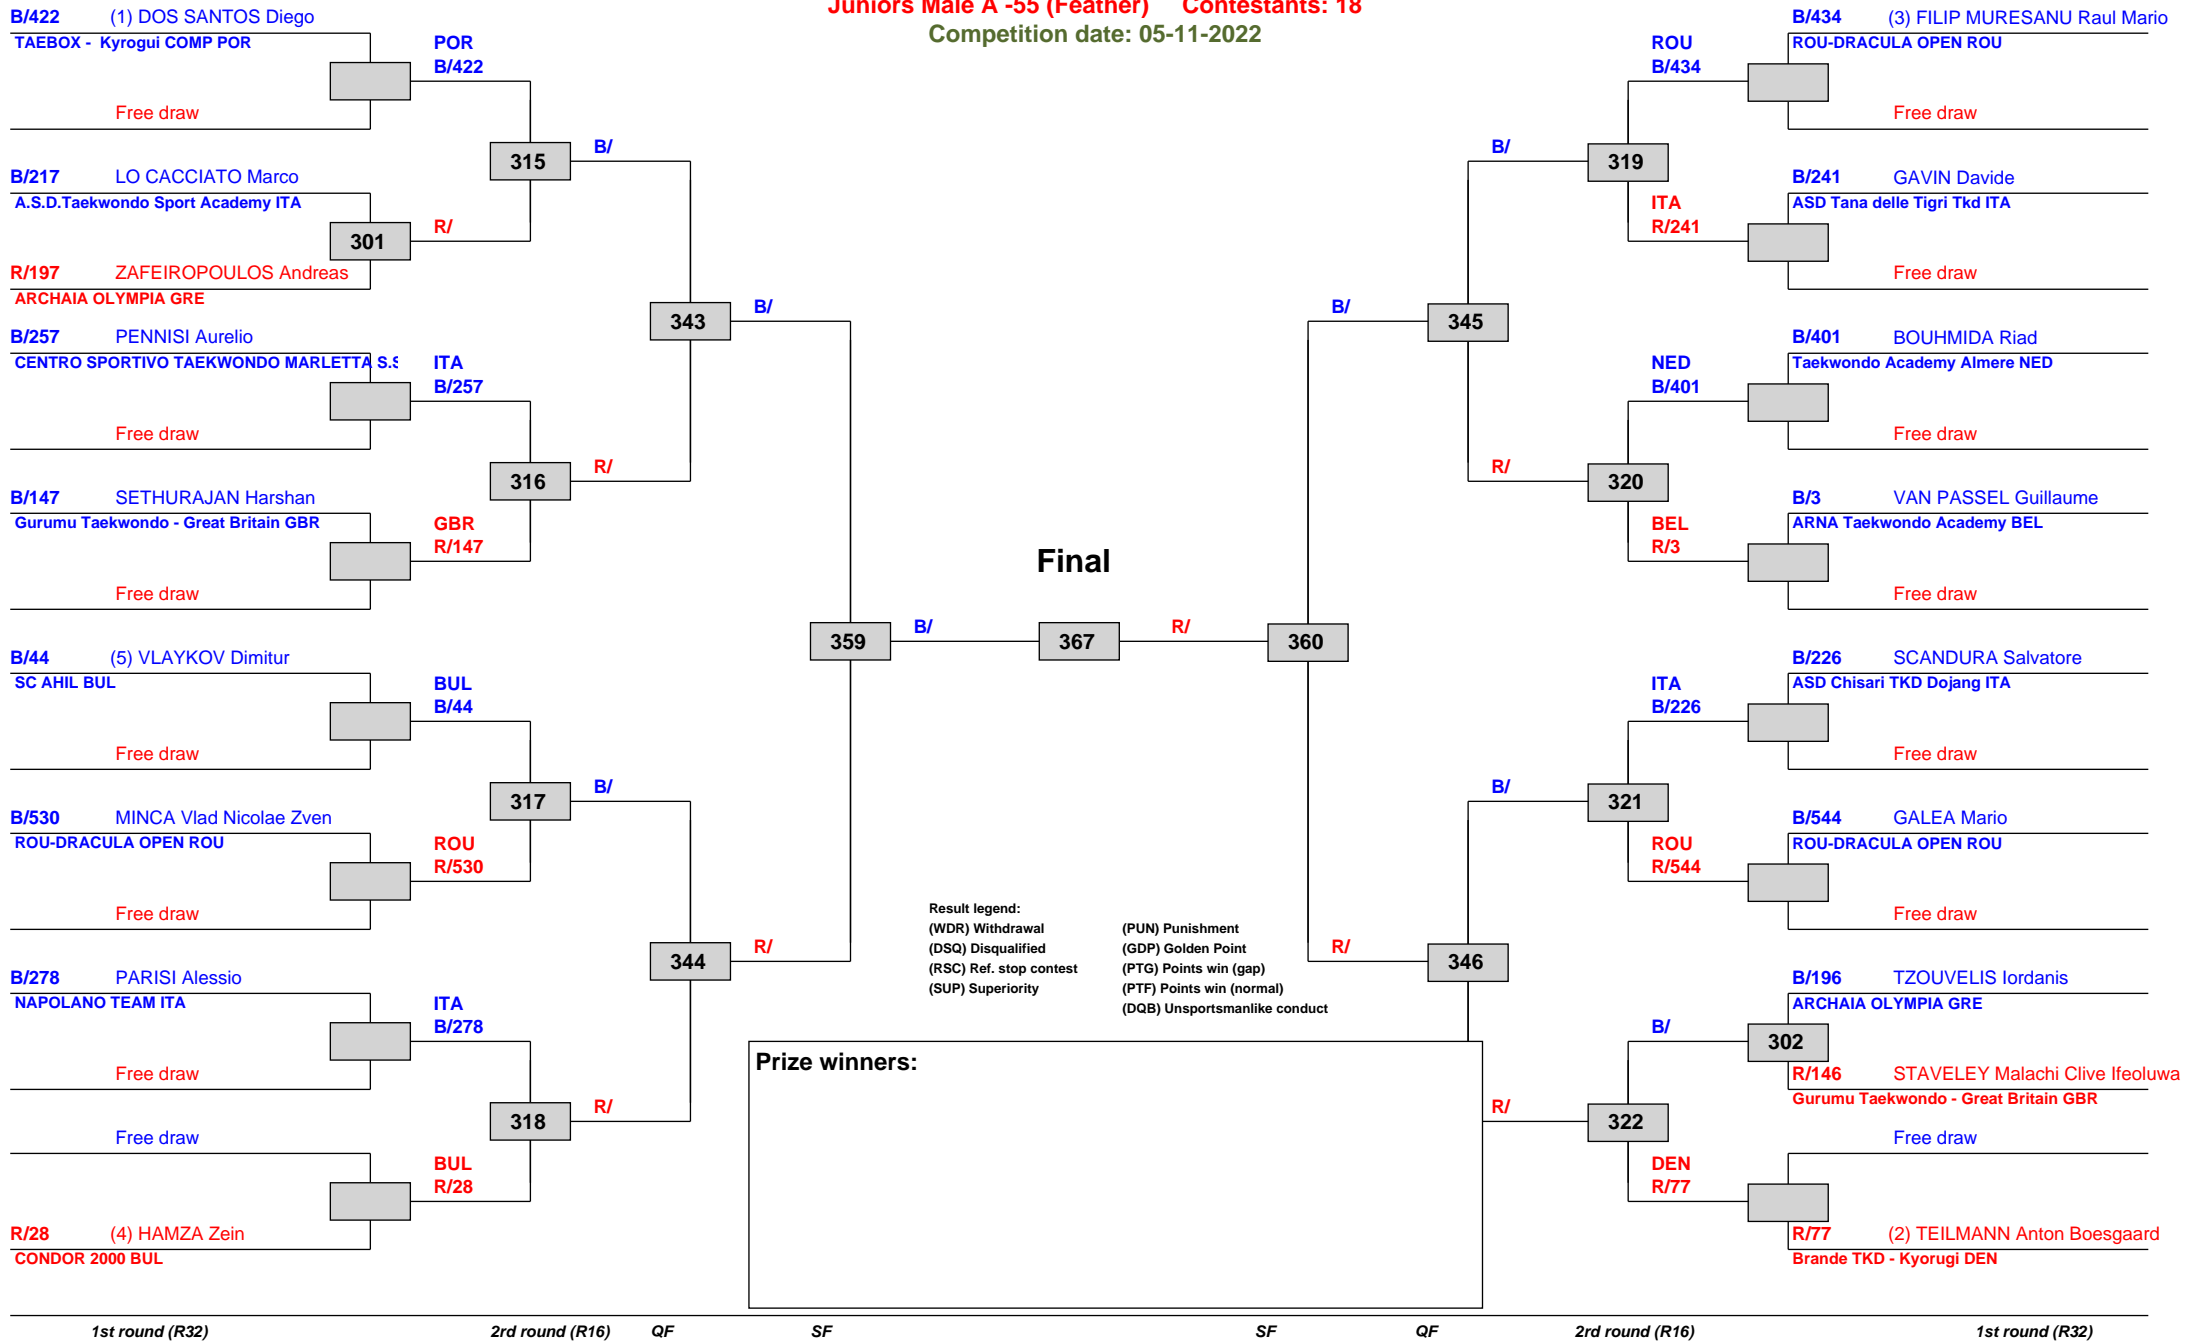 Juniors Male A -55 (Feather) Contestants: 18
Competition date: 05-11-2022
B/422 (1) DOS SANTOS Diego
TAEBOX - Kyrogui COMP POR
Free draw
POR
B/422
B/217 LO CACCIATO Marco
A.S.D.Taekwondo Sport Academy ITA
301
R/197 ZAFEIROPOULOS Andreas
ARCHAIA OLYMPIA GRE
R/
315
B/
B/257 PENNISI Aurelio
CENTRO SPORTIVO TAEKWONDO MARLETTA S.S
Free draw
ITA
B/257
B/147 SETHURAJAN Harshan
Gurumu Taekwondo - Great Britain GBR
Free draw
GBR
R/147
316
R/
343
B/
B/44 (5) VLAYKOV Dimitur
SC AHIL BUL
Free draw
BUL
B/44
B/530 MINCA Vlad Nicolae Zven
ROU-DRACULA OPEN ROU
Free draw
ROU
R/530
317
B/
B/278 PARISI Alessio
NAPOLANO TEAM ITA
Free draw
ITA
B/278
Free draw
R/28 (4) HAMZA Zein
CONDOR 2000 BUL
BUL
R/28
318
R/
344
R/
359
B/
Final
367
R/
360
B/
345
B/
319
ROU
B/434
B/434 (3) FILIP MURESANU Raul Mario
ROU-DRACULA OPEN ROU
Free draw
ITA
R/241
B/241 GAVIN Davide
ASD Tana delle Tigri Tkd ITA
Free draw
R/
320
NED
B/401
B/401 BOUHMIDA Riad
Taekwondo Academy Almere NED
Free draw
BEL
R/3
B/3 VAN PASSEL Guillaume
ARNA Taekwondo Academy BEL
Free draw
R/
346
B/
321
ITA
B/226
B/226 SCANDURA Salvatore
ASD Chisari TKD Dojang ITA
Free draw
ROU
R/544
B/544 GALEA Mario
ROU-DRACULA OPEN ROU
Free draw
R/
322
B/
302
B/196 TZOUVELIS Iordanis
ARCHAIA OLYMPIA GRE
R/146 STAVELEY Malachi Clive Ifeoluwa
Gurumu Taekwondo - Great Britain GBR
DEN
R/77
Free draw
R/77 (2) TEILMANN Anton Boesgaard
Brande TKD - Kyorugi DEN
Result legend:
(WDR) Withdrawal (PUN) Punishment
(DSQ) Disqualified (GDP) Golden Point
(RSC) Ref. stop contest (PTG) Points win (gap)
(SUP) Superiority (PTF) Points win (normal)
(DQB) Unsportsmanlike conduct
Prize winners:
1st round (R32) 2rd round (R16) QF SF SF QF 2rd round (R16) 1st round (R32)